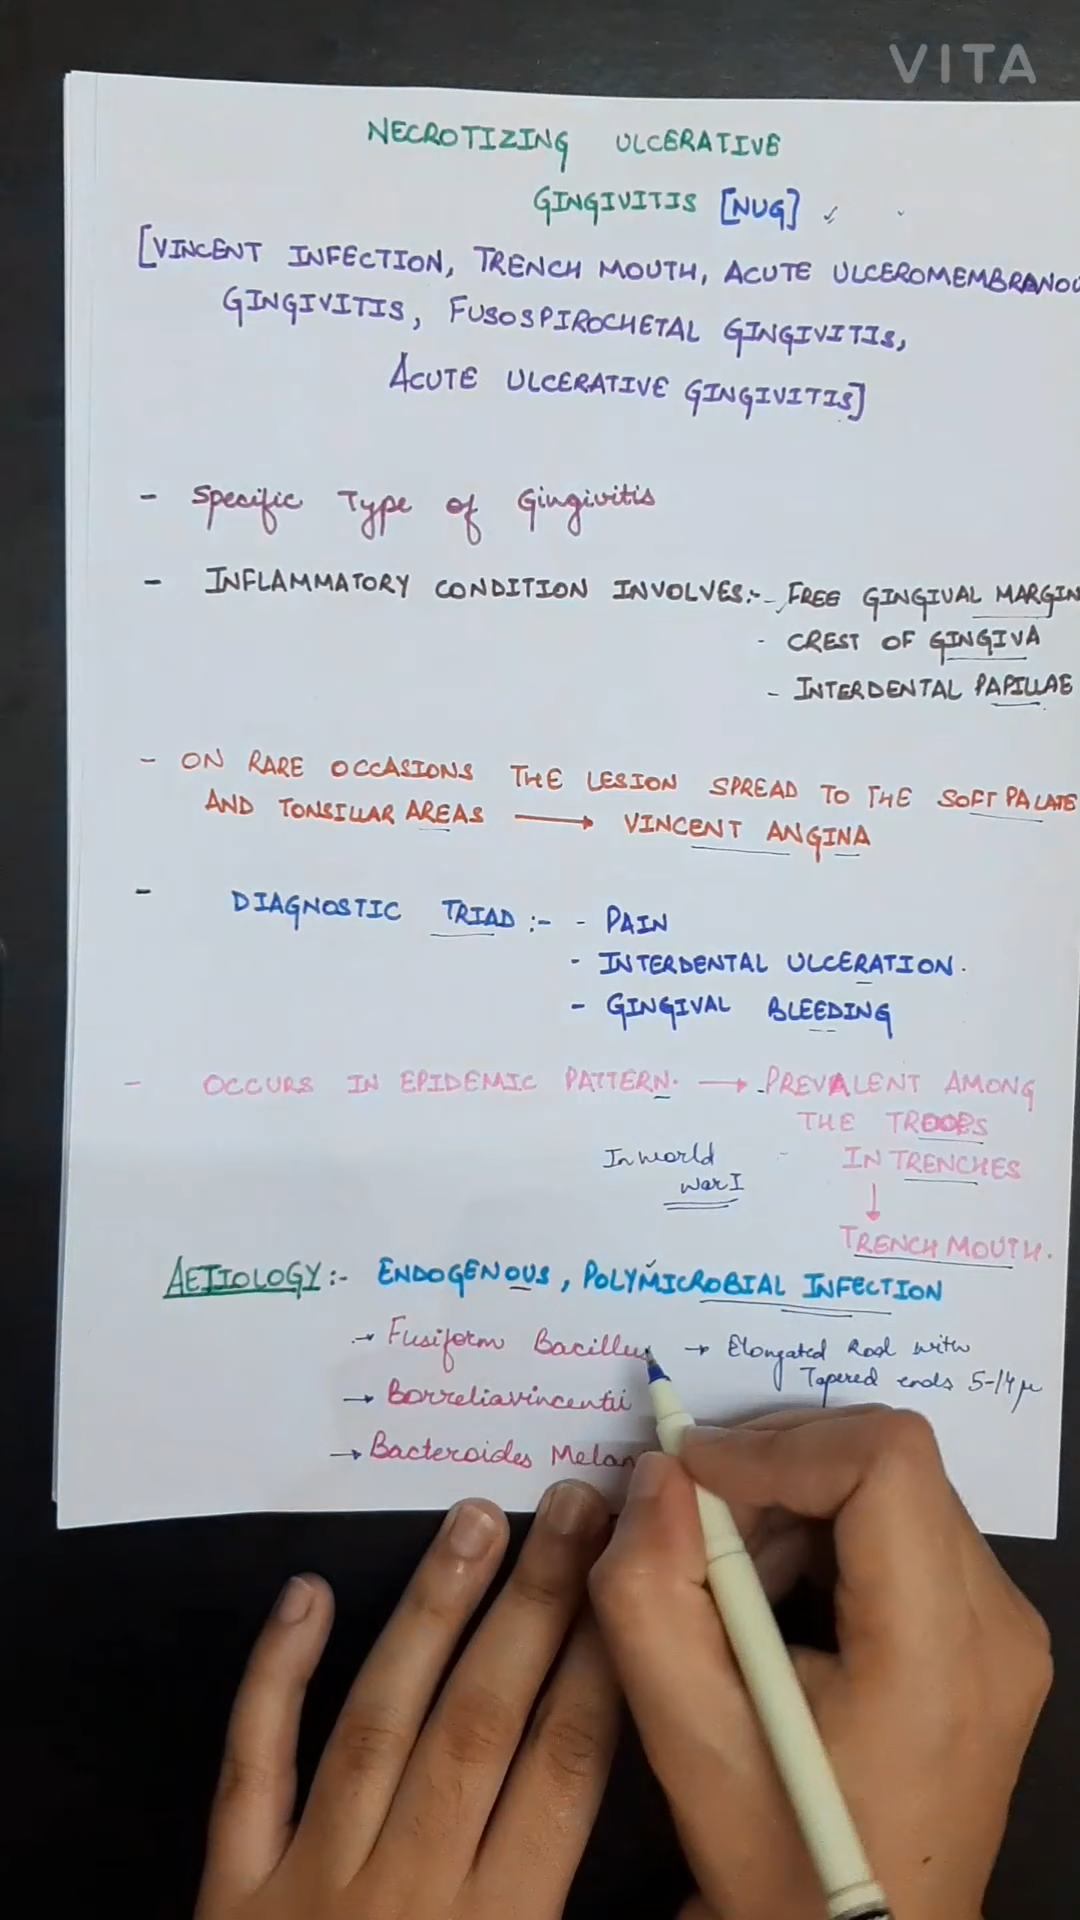 VITA
NECROTIZING ULCERATIVE
GINGIVITIS [NUG]
[VINCENT INFECTION, TRENCH MOUTH, ACUTE ULCEROMEMBRANOU
GINGIVITIS, FUSOSPIROCHETAL GINGIVITIS,
ACUTE ULCERATIVE GINGIVITIS]
- Specific Type of Gingivitis
- INFLAMMATORY CONDITION INVOLVES:- - FREE GINGIVAL MARGIN
- CREST OF GINGIVA
- INTERDENTAL PAPILLAE
- ON RARE OCCASIONS THE LESION SPREAD TO THE SOFT PALATE
AND TONSILLAR AREAS → VINCENT ANGINA
- DIAGNOSTIC TRIAD :- - PAIN
- INTERDENTAL ULCERATION.
- GINGIVAL BLEEDING
- OCCURS IN EPIDEMIC PATTERN. → PREVALENT AMONG
THE TROOPS
In World IN TRENCHES
War I ↓
TRENCH MOUTH.
AETIOLOGY:- ENDOGENOUS, POLYMICROBIAL INFECTION
→ Fusiform Bacillus → Elongated Rod with
Tapered ends 5-14 μ
→ Borreliavincentii
→ Bacteroides Melan